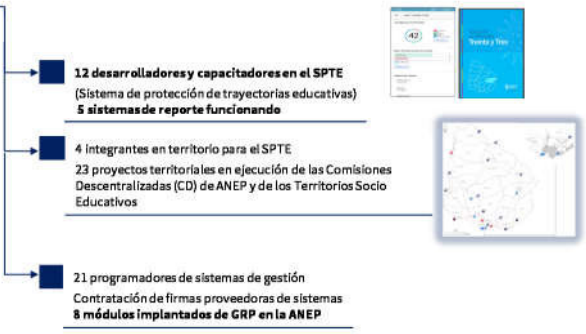 12 desarrolladores y capacitadores en el SPTE
(Sistema de protección de trayectorias educativas)
5 sistemas de reporte funcionando
42
Treinta y Tres
4 integrantes en territorio para el SPTE
23 proyectos territoriales en ejecución de las Comisiones
Descentralizadas (CD) de ANEP y de los Territorios Socio
Educativos
21 programadores de sistemas de gestión
Contratación de firmas proveedoras de sistemas
8 módulos implantados de GRP en la ANEP